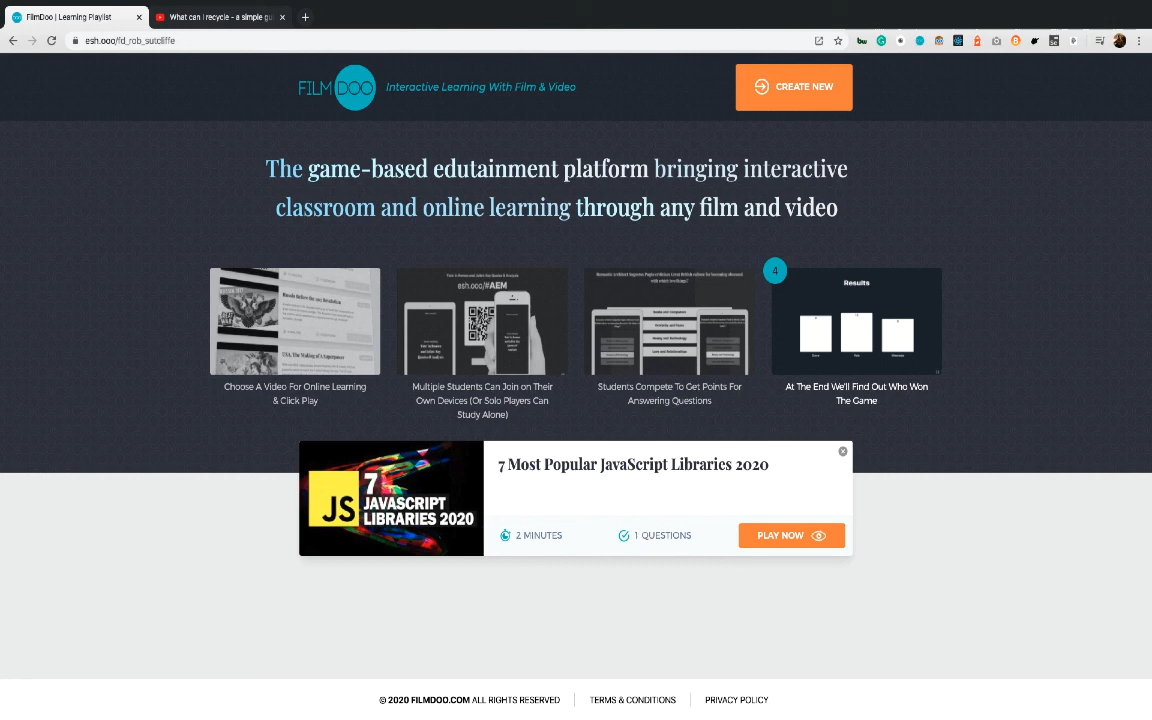 FilmDoo | Learning Playlist
What can I recycle - a simple gu
esh.ooo/fd_rob_sutcliffe
FILM DOO Interactive Learning With Film & Video
CREATE NEW
The game-based edutainment platform bringing interactive
classroom and online learning through any film and video
4
Results
esh.ooo/#AEM
Choose A Video For Online Learning
& Click Play
Multiple Students Can Join on Their
Own Devices (Or Solo Players Can
Study Alone)
Students Compete To Get Points For
Answering Questions
At The End We'll Find Out Who Won
The Game
JS
7
JAVASCRIPT
LIBRARIES 2020
7 Most Popular JavaScript Libraries 2020
2 MINUTES
1 QUESTIONS
PLAY NOW
© 2020 FILMDOO.COM ALL RIGHTS RESERVED
TERMS & CONDITIONS
PRIVACY POLICY